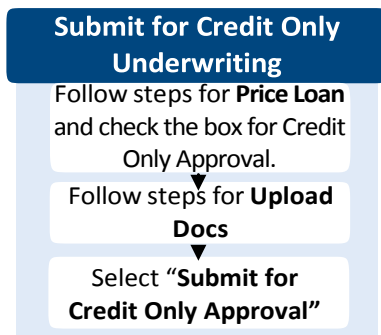 Submit for Credit Only
Underwriting
Follow steps for Price Loan
and check the box for Credit
Only Approval.
Follow steps for Upload
Docs
Select “Submit for
Credit Only Approval”